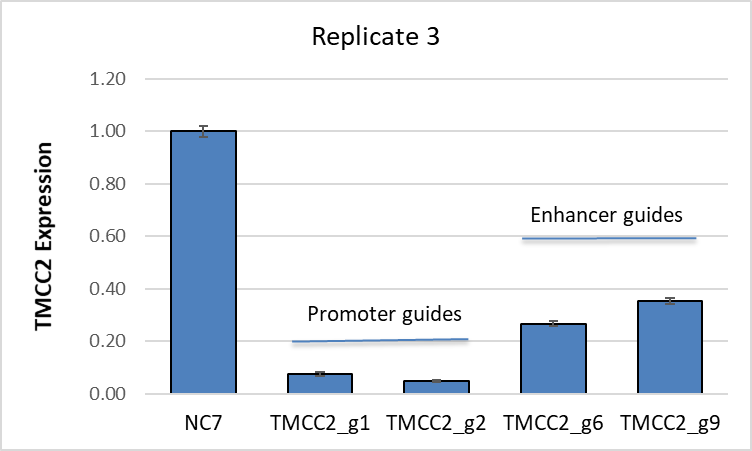 Replicate 3
TMCC2 Expression
1.20
1.00
0.80
0.60
0.40
0.20
0.00
Enhancer guides
Promoter guides
NC7 TMCC2_g1 TMCC2_g2 TMCC2_g6 TMCC2_g9